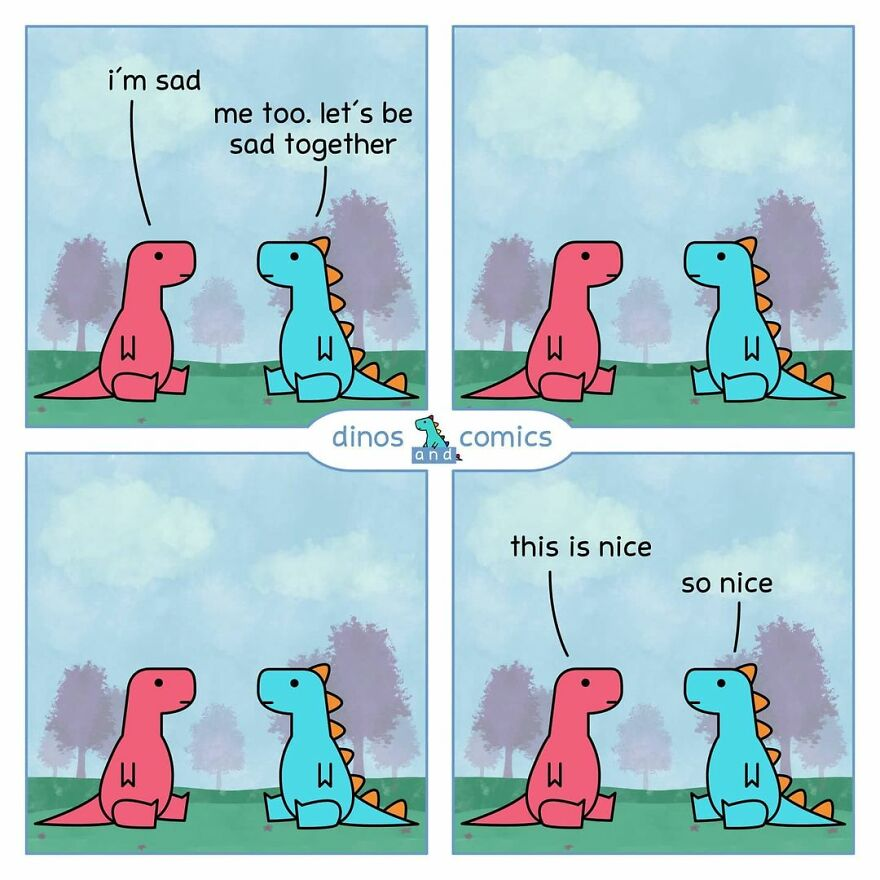 i´m sad
me too. let´s be
sad together
dinos and comics
this is nice
so nice